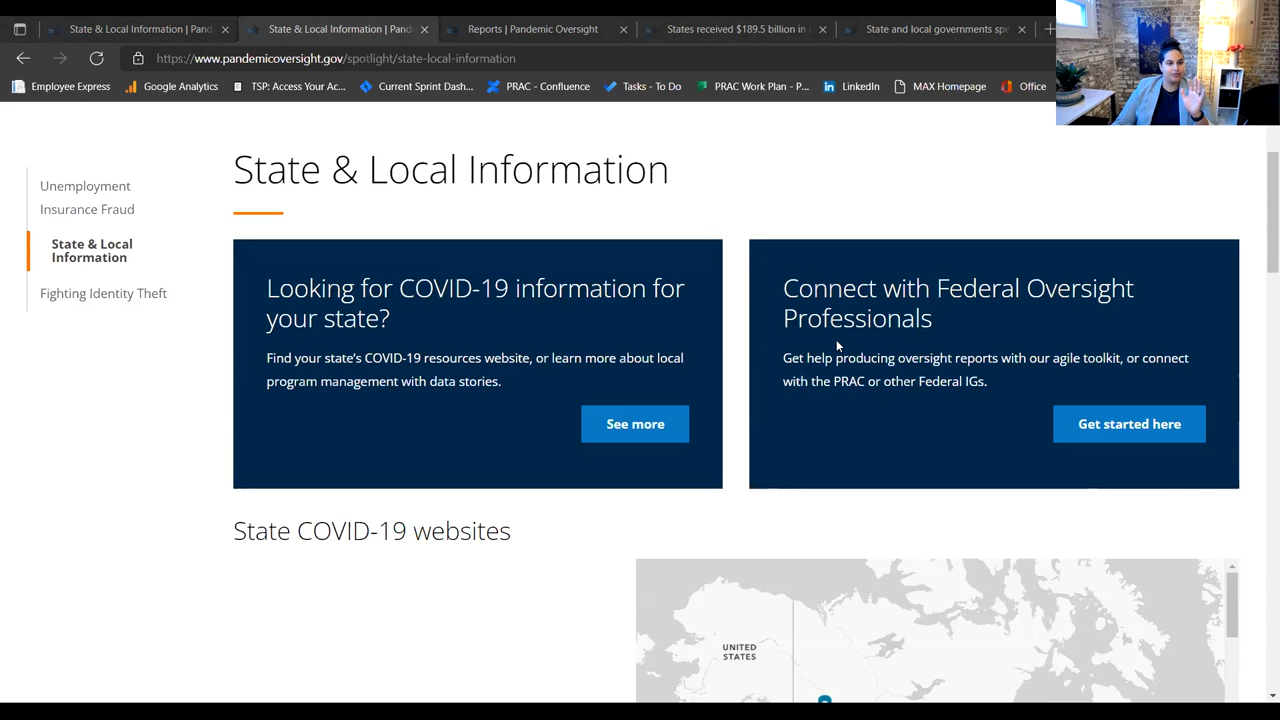 State & Local Information | Pand
State & Local Information | Pand
Reports | Pandemic Oversight
States received $189.5 billion in
State and local governments spe
https://www.pandemicoversight.gov/spotlight/state-local-information
Employee Express
Google Analytics
TSP: Access Your Ac...
Current Sprint Dash...
PRAC - Confluence
Tasks - To Do
PRAC Work Plan - P...
LinkedIn
MAX Homepage
Office
State & Local Information
Unemployment
Insurance Fraud
State & Local
Information
Fighting Identity Theft
Looking for COVID-19 information for
your state?
Find your state's COVID-19 resources website, or learn more about local
program management with data stories.
See more
Connect with Federal Oversight
Professionals
Get help producing oversight reports with our agile toolkit, or connect
with the PRAC or other Federal IGs.
Get started here
State COVID-19 websites
UNITED
STATES